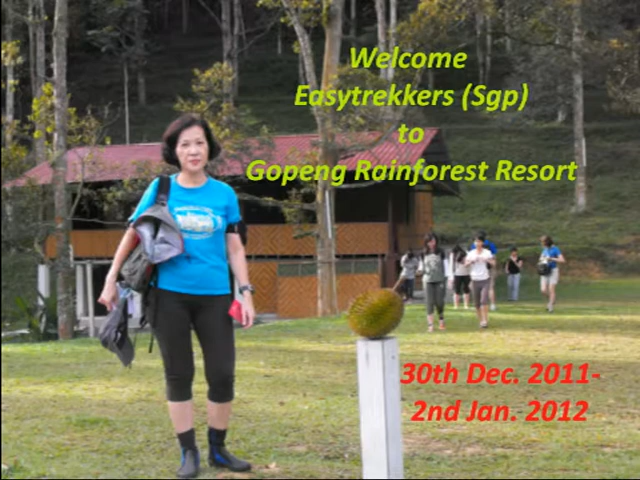 Welcome
Easytrekkers (Sgp)
to
Gopeng Rainforest Resort
30th Dec. 2011-
2nd Jan. 2012